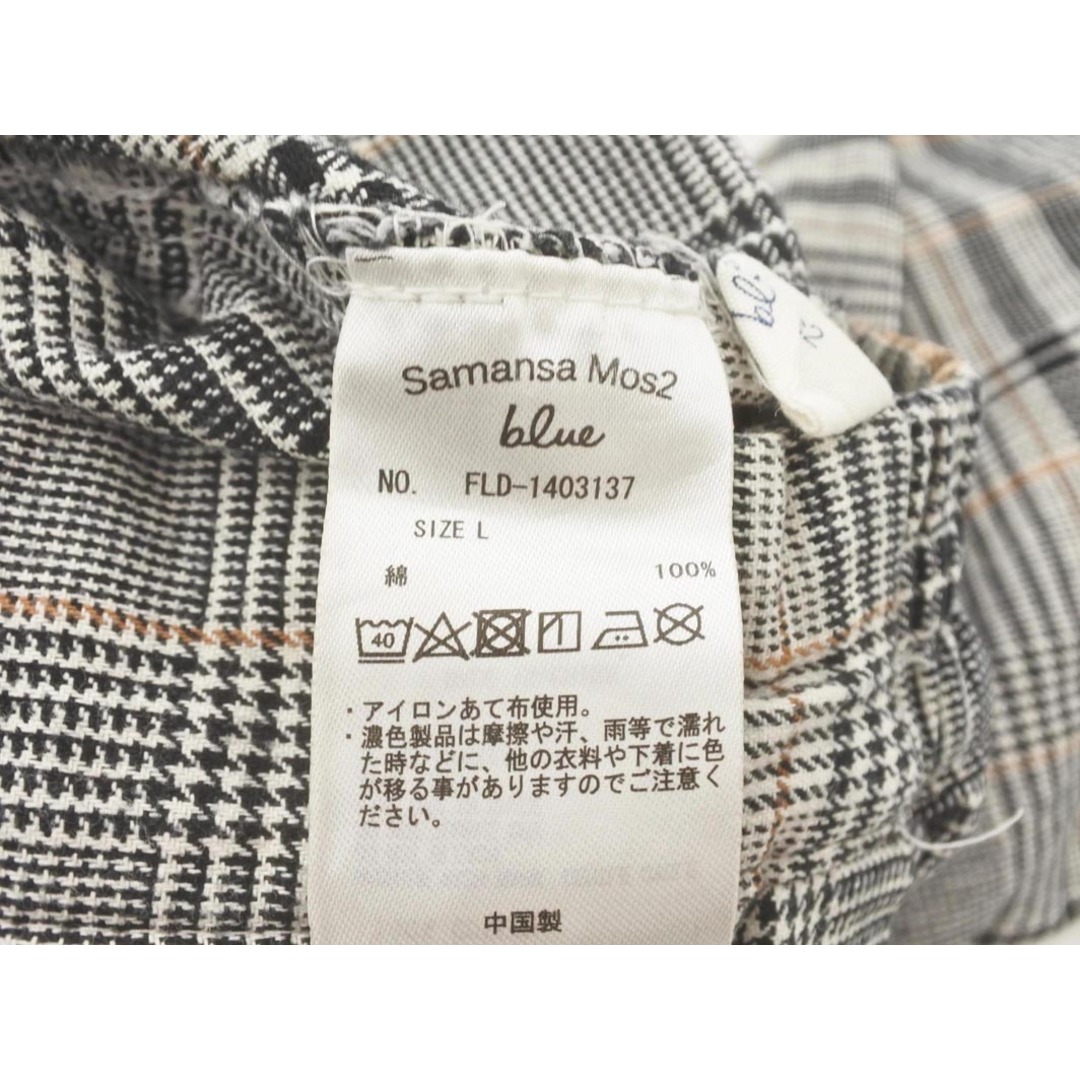 Samansa Mos2
blue
NO. FLD-1403137
SIZE L
綿 100%
40
・アイロンあて布使用。
・濃色製品は摩擦や汗、雨等で濡れ
た時などに、他の衣料や下着に色
が移る事がありますのでご注意く
ださい。
中国製